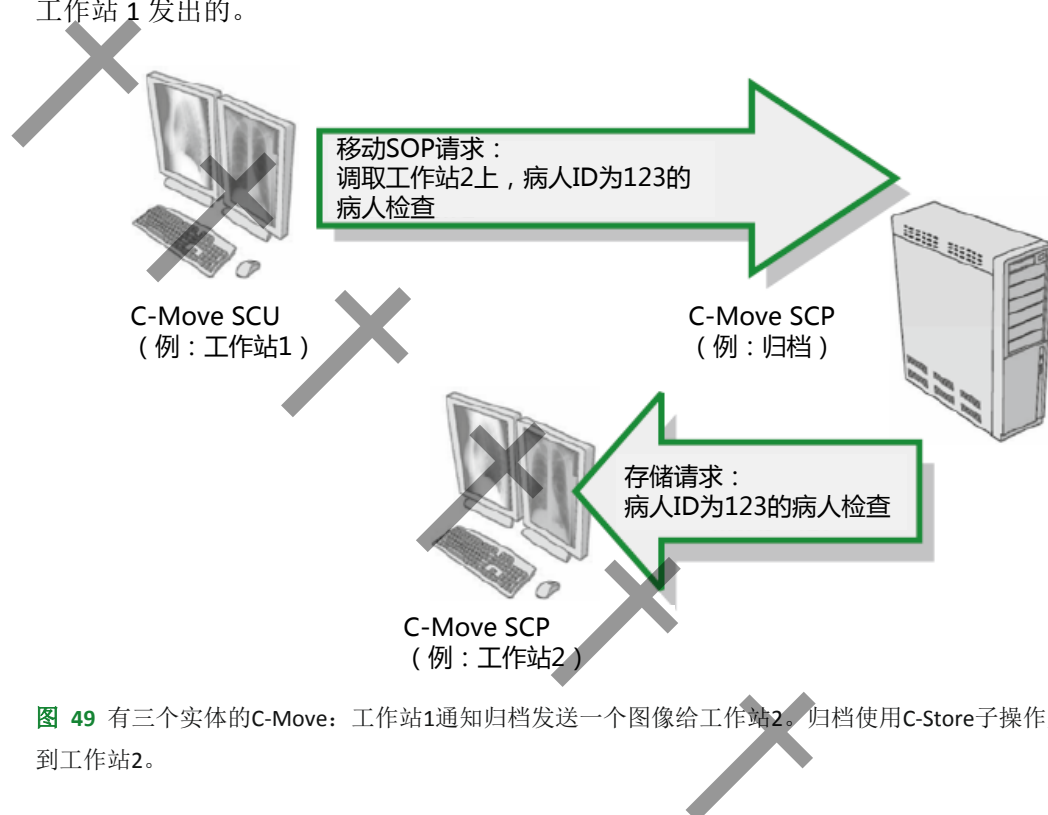 工作站 1 发出的。
移动SOP请求：
调取工作站2上，病人ID为123的
病人检查
C-Move SCU
（例：工作站1）
C-Move SCP
（例：归档）
存储请求：
病人ID为123的病人检查
C-Move SCP
（例：工作站2）
图 49 有三个实体的C-Move：工作站1通知归档发送一个图像给工作站2。归档使用C-Store子操作
到工作站2。